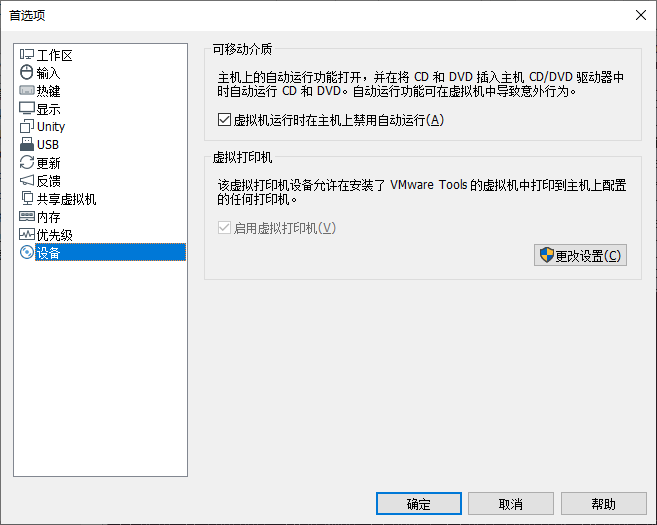 首选项
工作区
输入
热键
显示
Unity
USB
更新
反馈
共享虚拟机
内存
优先级
设备
可移动介质
主机上的自动运行功能打开，并在将 CD 和 DVD 插入主机 CD/DVD 驱动器中
时自动运行 CD 和 DVD。自动运行功能可在虚拟机中导致意外行为。
虚拟机运行时在主机上禁用自动运行(A)
虚拟打印机
该虚拟打印机设备允许在安装了 VMware Tools 的虚拟机中打印到主机上配置
的任何打印机。
启用虚拟打印机(V)
更改设置(C)
确定
取消
帮助